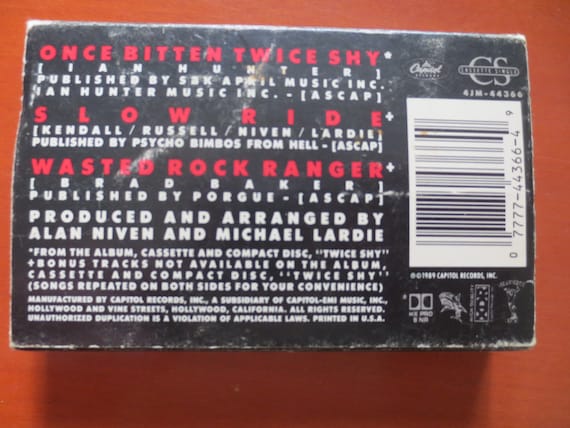 ONCE BITTEN TWICE SHY*
[IAN HUNTER]
PUBLISHED BY SBK APRIL MUSIC INC.
IAN HUNTER MUSIC INC. - [ASCAP]
SLOW RIDE+
[KENDALL/RUSSELL/NIVEN/LARDIE]
PUBLISHED BY PSYCHO BIMBOS FROM HELL - [ASCAP]
WASTED ROCK RANGER+
[BRAD BAKER]
PUBLISHED BY PORGUE - [ASCAP]
PRODUCED AND ARRANGED BY
ALAN NIVEN AND MICHAEL LARDIE
*FROM THE ALBUM, CASSETTE AND COMPACT DISC, "TWICE SHY"
+BONUS TRACKS NOT AVAILABLE ON THE ALBUM,
CASSETTE AND COMPACT DISC, "TWICE SHY"
(SONGS REPEATED ON BOTH SIDES FOR YOUR CONVENIENCE)
MANUFACTURED BY CAPITOL RECORDS, INC., A SUBSIDIARY OF CAPITOL-EMI MUSIC, INC.,
HOLLYWOOD AND VINE STREETS, HOLLYWOOD, CALIFORNIA. ALL RIGHTS RESERVED.
UNAUTHORIZED DUPLICATION IS A VIOLATION OF APPLICABLE LAWS. PRINTED IN U.S.A.
Capitol
CS
CASSETTE SINGLE
4JM-44366
0 7777-44366-4 9
℗©1989 CAPITOL RECORDS, INC.
HX PRO
B NR